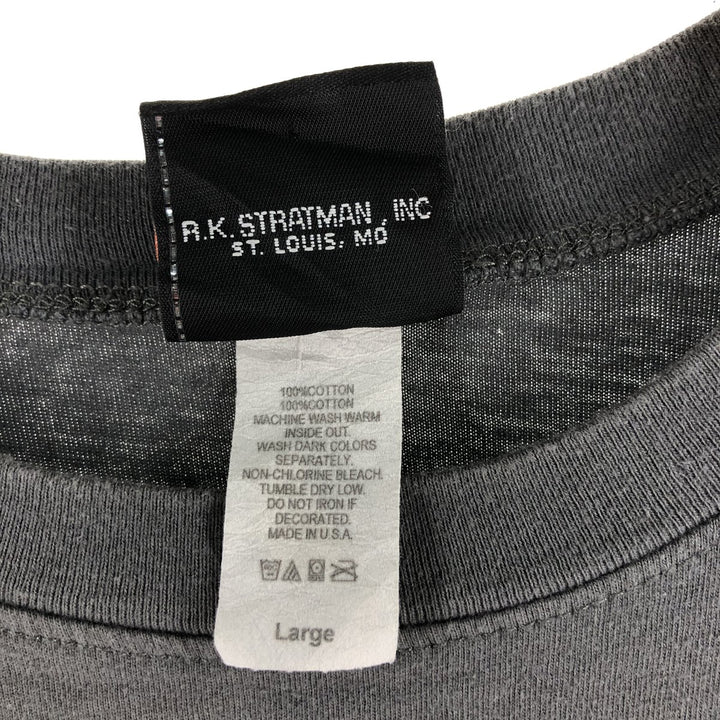 R.K. STRATMAN, INC
ST. LOUIS, MO
100%COTTON
100%COTTON
MACHINE WASH WARM
INSIDE OUT.
WASH DARK COLORS
SEPARATELY.
NON-CHLORINE BLEACH.
TUMBLE DRY LOW.
DO NOT IRON IF
DECORATED.
MADE IN U.S.A.
Large